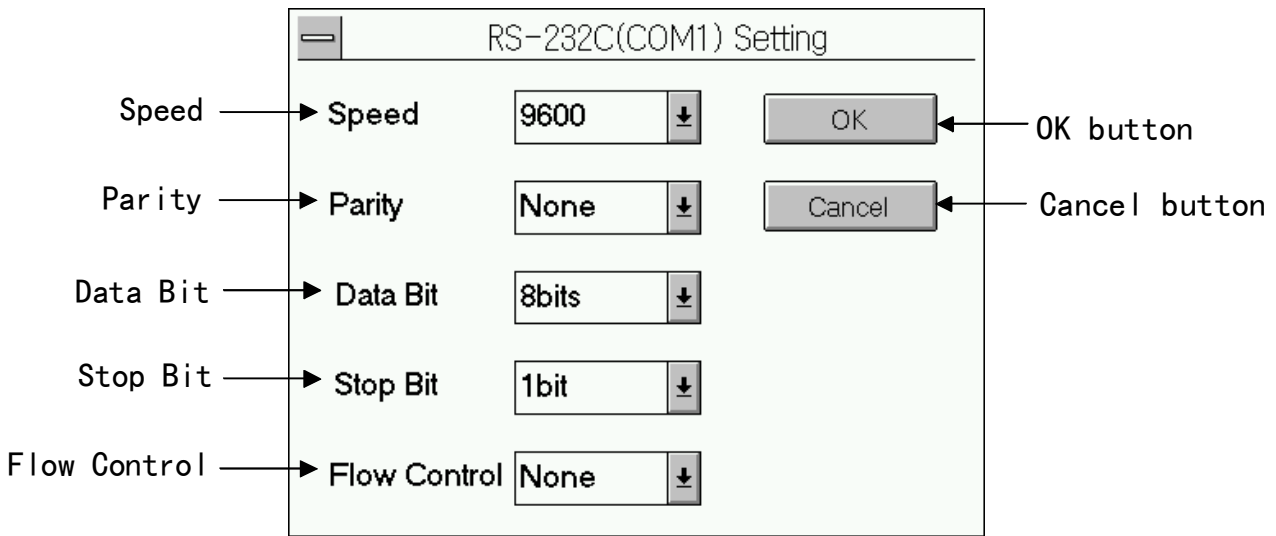 RS-232C(COM1) Setting
Speed Speed 9600 OK OK button
Parity Parity None Cancel Cancel button
Data Bit Data Bit 8bits
Stop Bit Stop Bit 1bit
Flow Control Flow Control None